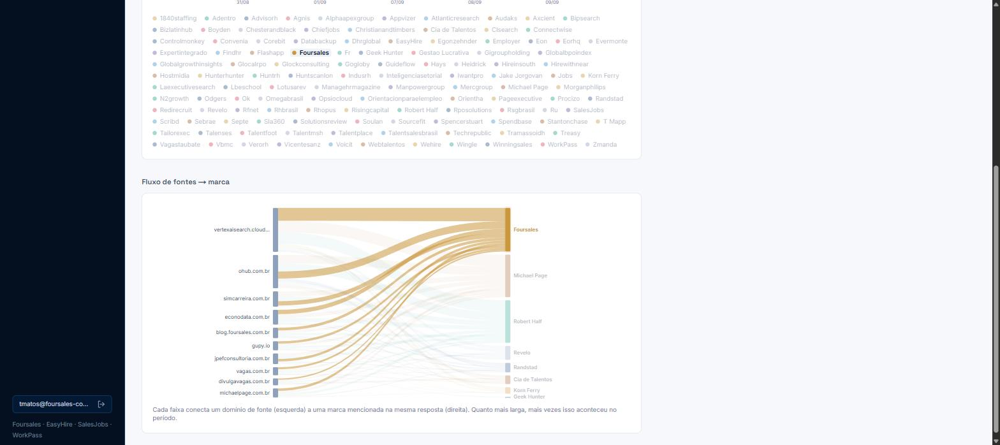 31/08 01/09 07/09 08/09 09/09
1840staffing Adentro Advisorh Agnis Alphaapexgroup Appvizer Atlanticresearch Audaks Axcient Bipsearch
Bizlatinhub Boyden Chesterandblack Chiefjobs Christianandtimbers Cia de Talentos Clsearch Connectwise
Controlmonkey Convenia Corebit Databackup Dhrglobal EasyHire Egonzehnder Employer Eon Eorhq Evermonte
Expertintegrado Findhr Flashapp Foursales Fr Geek Hunter Gestao Lucrativa Gigroupholding Globalbpoindex
Globalgrowthinsights Glocalrpo Glockconsulting Gogloby Guideflow Hays Heidrick Hireinsouth Hirewithnear
Hostmidia Hunterhunter Huntrh Huntscanlon Indusrh Inteligenciasetorial Iwantpro Jake Jorgovan Jobs Korn Ferry
Laexecutivesearch Lbeschool Lotusarev Managehrmagazine Manpowergroup Mercgroup Michael Page Morganphilips
N2growth Odgers Ok Omegabrasil Opsiocloud Orientacionparaelempleo Orientha Pageexecutive Procizo Randstad
Redirecruit Revelo Rfnet Rhbrasil Rhopus Risingcapital Robert Half Rposolutions Rsgbrasil Ru SalesJobs
Scribd Sebrae Septe Sla360 Solutionsreview Soulan Sourcefit Spencerstuart Spendbase Stantonchase T Mapp
Tailorexec Talenses Talentfoot Talentmsh Talentplace Talentsalesbrasil Techrepublic Tramassoidh Treasy
Vagastaubate Vbmc Verorh Vicentesanz Voicit Webtalentos Wehire Wingle Winningsales WorkPass Zmanda
Fluxo de fontes → marca
vertexaisearch.cloud...
ohub.com.br
simcarreira.com.br
econodata.com.br
blog.foursales.com.br
gupy.io
jpefconsultoria.com.br
vagas.com.br
divulgavagas.com.br
michaelpage.com.br
Foursales
Michael Page
Robert Half
Revelo
Randstad
Cia de Talentos
Korn Ferry
Geek Hunter
Cada faixa conecta um domínio de fonte (esquerda) a uma marca mencionada na mesma resposta (direita). Quanto mais larga, mais vezes isso aconteceu no
período.
tmatos@foursales-co...
Foursales · EasyHire · SalesJobs ·
WorkPass